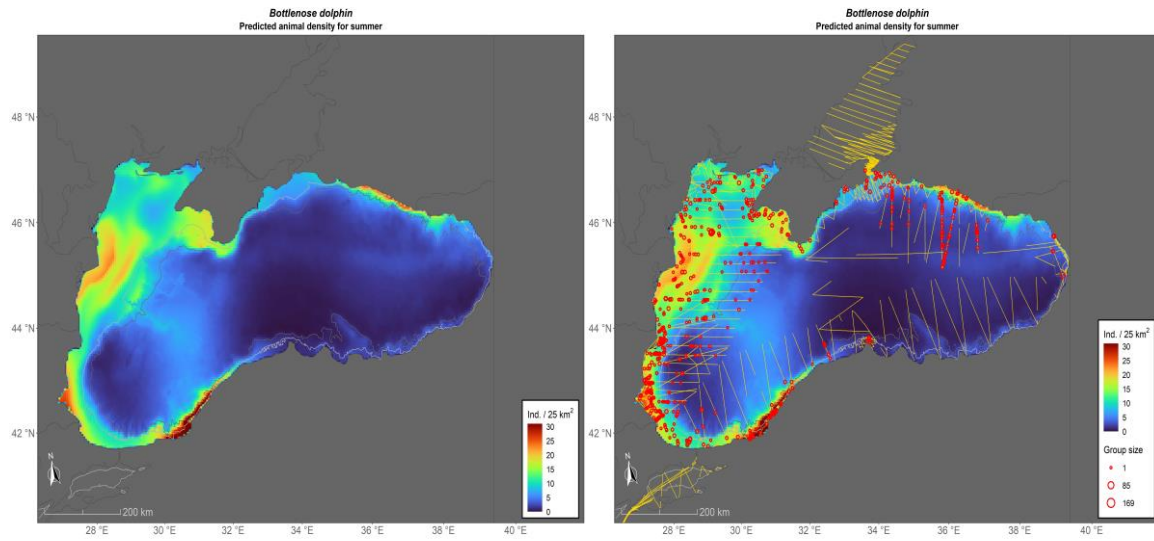 Bottlenose dolphin
Predicted animal density for summer
48 °N
46 °N
44 °N
42 °N
N
200 km
28 °E
30 °E
32 °E
34 °E
36 °E
38 °E
40 °E
Ind. / 25 km²
30
25
20
15
10
5
0
Bottlenose dolphin
Predicted animal density for summer
48 °N
46 °N
44 °N
42 °N
N
200 km
28 °E
30 °E
32 °E
34 °E
36 °E
38 °E
40 °E
Ind. / 25 km²
30
25
20
15
10
5
0
Group size
1
85
169